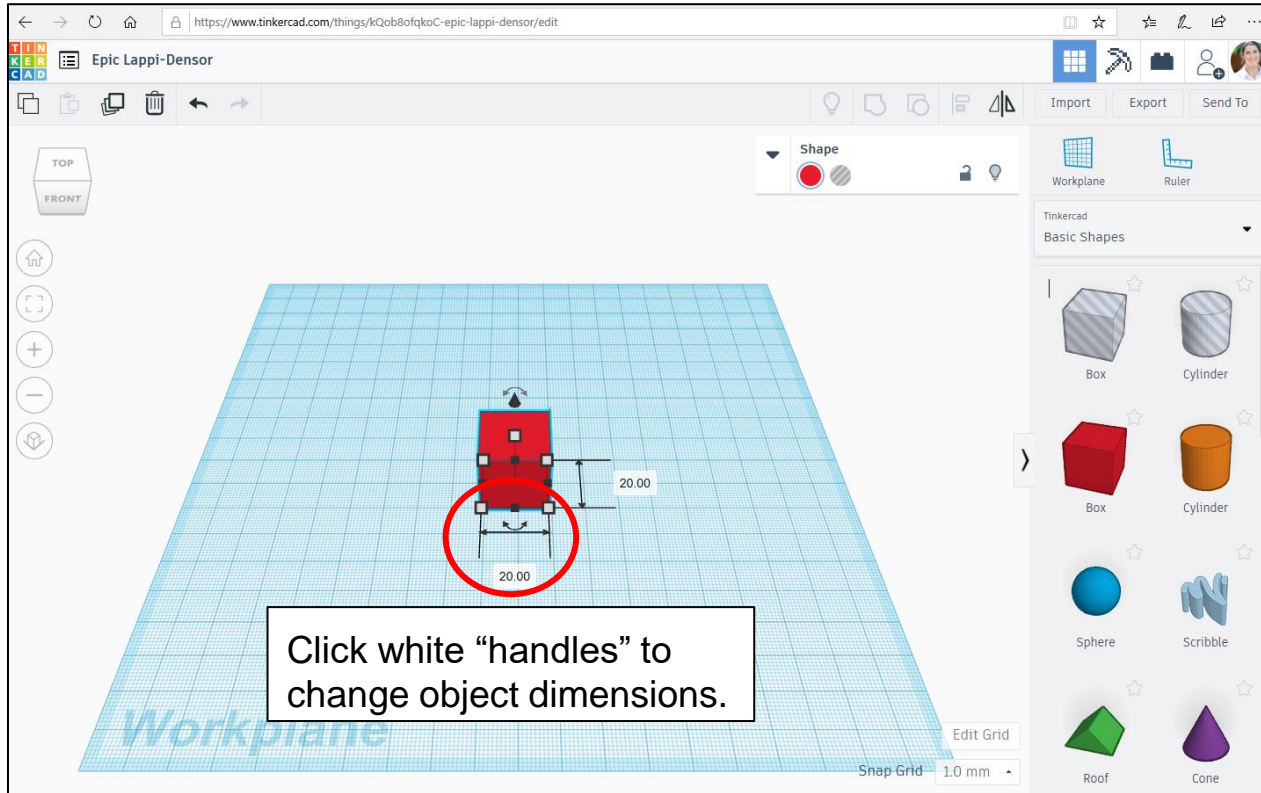 https://www.tinkercad.com/things/kQob8ofqkoC-epic-lappi-densor/edit
TIN
KER
CAD
Epic Lappi-Densor
Import Export Send To
TOP
FRONT
Shape
Workplane Ruler
Tinkercad
Basic Shapes
Box Cylinder
Box Cylinder
20.00
20.00
Sphere Scribble
Click white “handles” to
change object dimensions.
Workplane
Edit Grid
Snap Grid 1.0 mm
Roof Cone